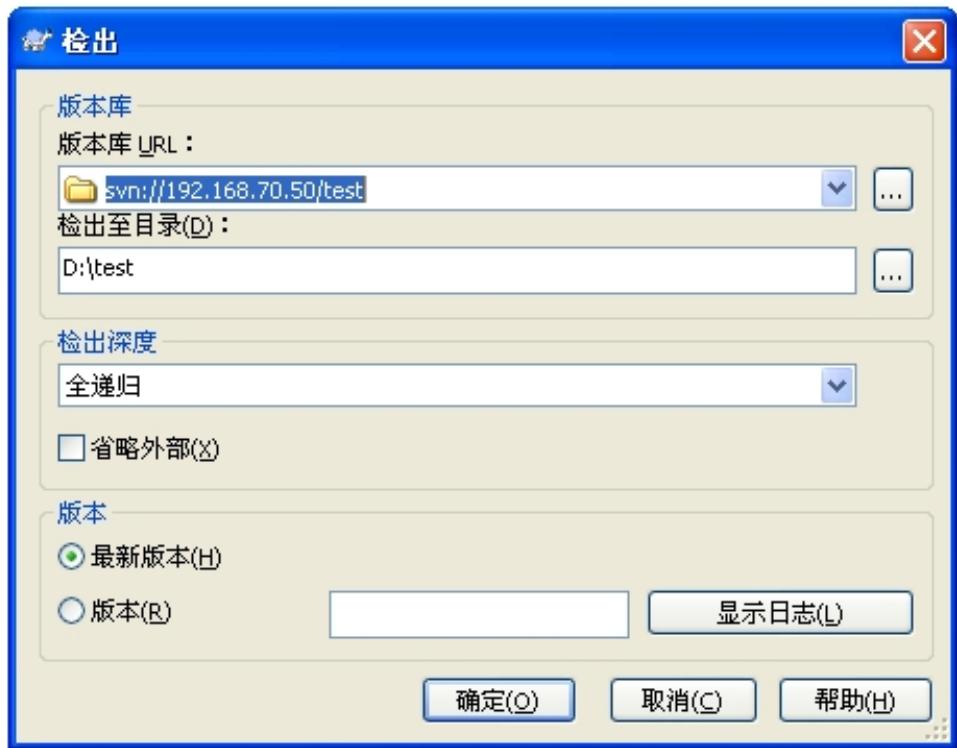 检出
版本库
版本库 URL：
svn://192.168.70.50/test
...
检出至目录(D)：
D:\test
...
检出深度
全递归
省略外部(X)
版本
最新版本(H)
版本(R)
显示日志(L)
确定(O) 取消(C) 帮助(H)